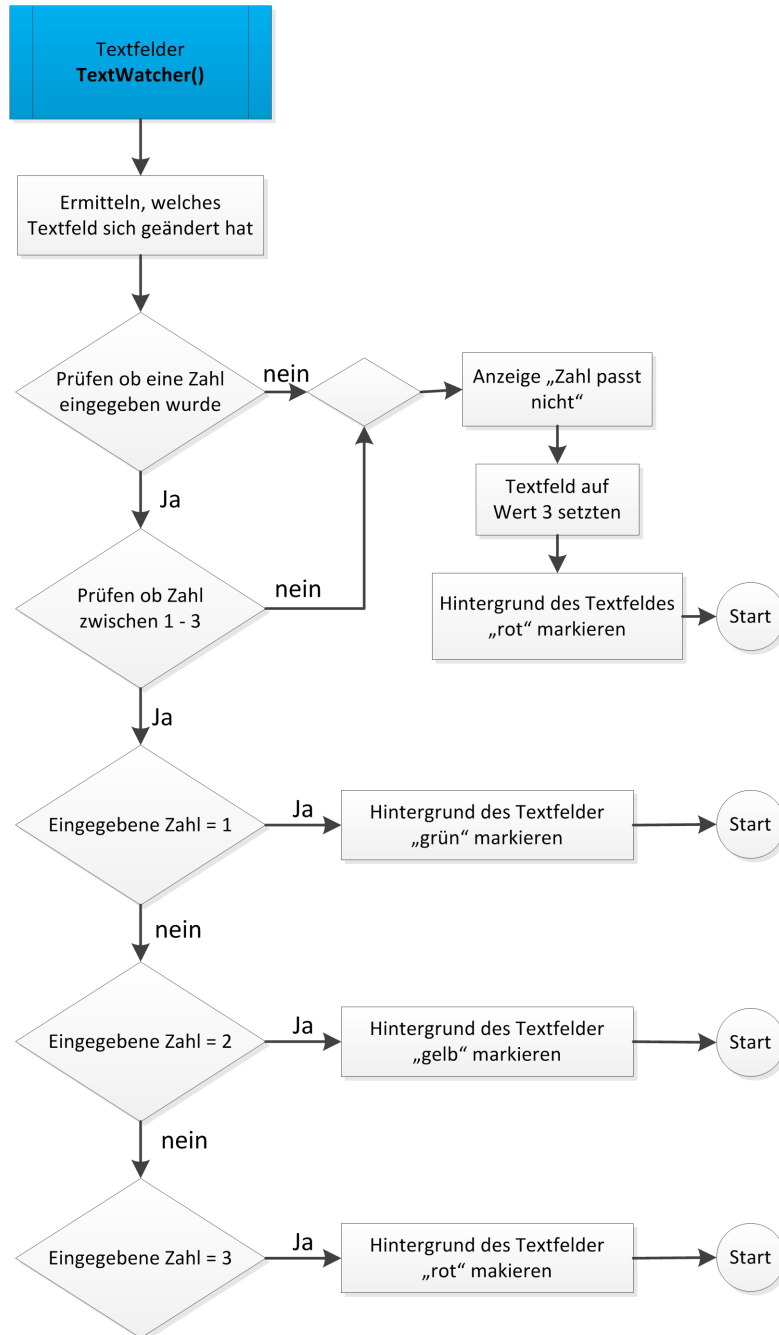 Textfelder
TextWatcher()
Ermitteln, welches
Textfeld sich geändert hat
Prüfen ob eine Zahl
eingegeben wurde
nein
Anzeige „Zahl passt
nicht“
Ja
Textfeld auf
Wert 3 setzten
Prüfen ob Zahl
zwischen 1 - 3
nein
Hintergrund des Textfeldes
„rot“ markieren
Start
Ja
Eingegebene Zahl = 1
Ja
Hintergrund des Textfelder
„grün“ markieren
Start
nein
Eingegebene Zahl = 2
Ja
Hintergrund des Textfelder
„gelb“ markieren
Start
nein
Eingegebene Zahl = 3
Ja
Hintergrund des Textfelder
„rot“ makieren
Start